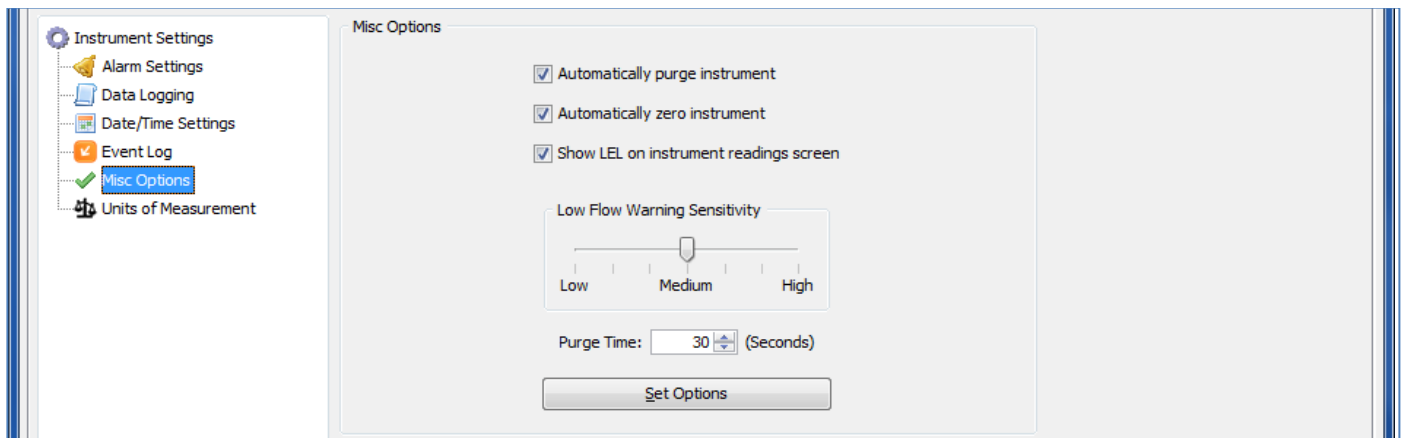 Instrument Settings
Alarm Settings
Data Logging
Date/Time Settings
Event Log
Misc Options
Units of Measurement
Misc Options
Automatically purge instrument
Automatically zero instrument
Show LEL on instrument readings screen
Low Flow Warning Sensitivity
Low Medium High
Purge Time: 30 (Seconds)
Set Options